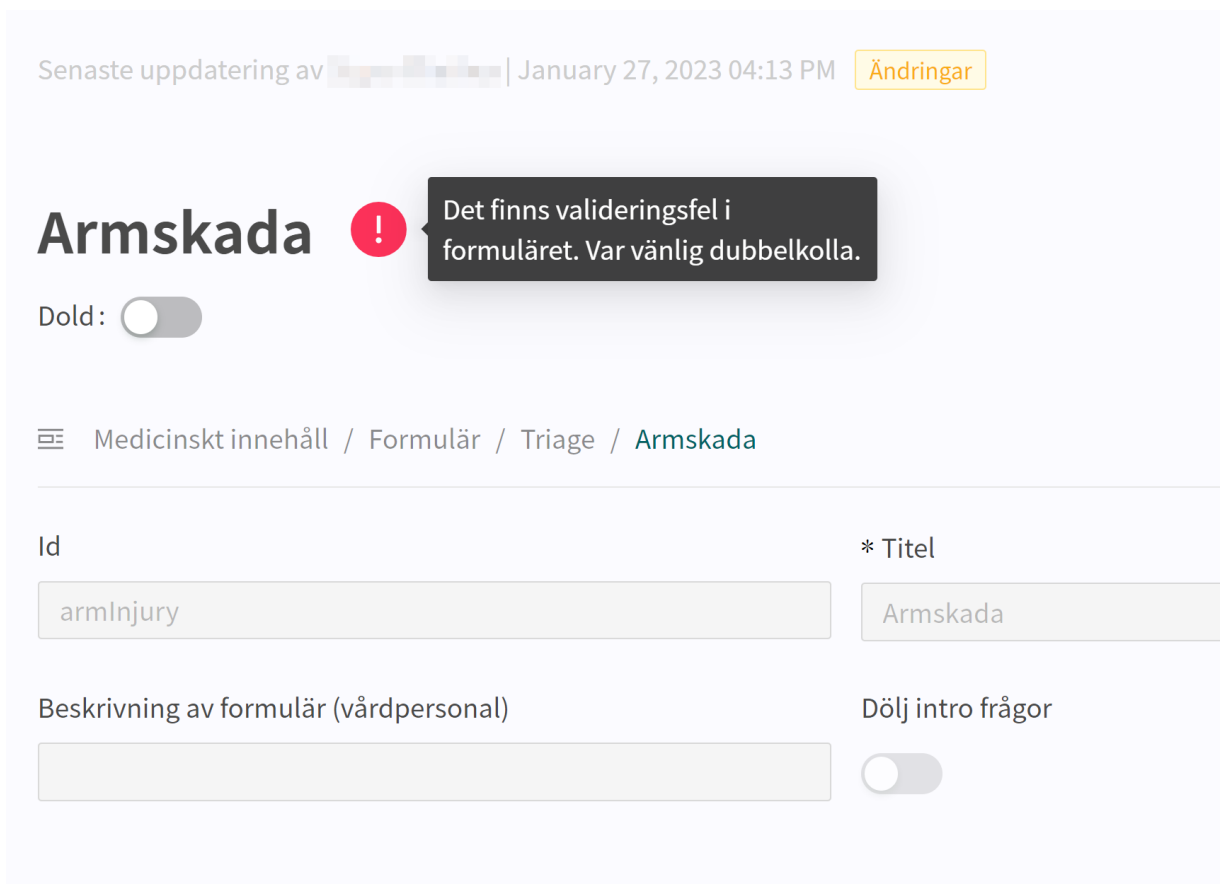 Senaste uppdatering av | January 27, 2023 04:13 PM Ändringar
Armskada !
Det finns valideringsfel i
formuläret. Var vänlig dubbelkolla.
Dold :
Medicinskt innehåll / Formulär / Triage / Armskada
Id
* Titel
armInjury
Armskada
Beskrivning av formulär (vårdpersonal)
Dölj intro frågor